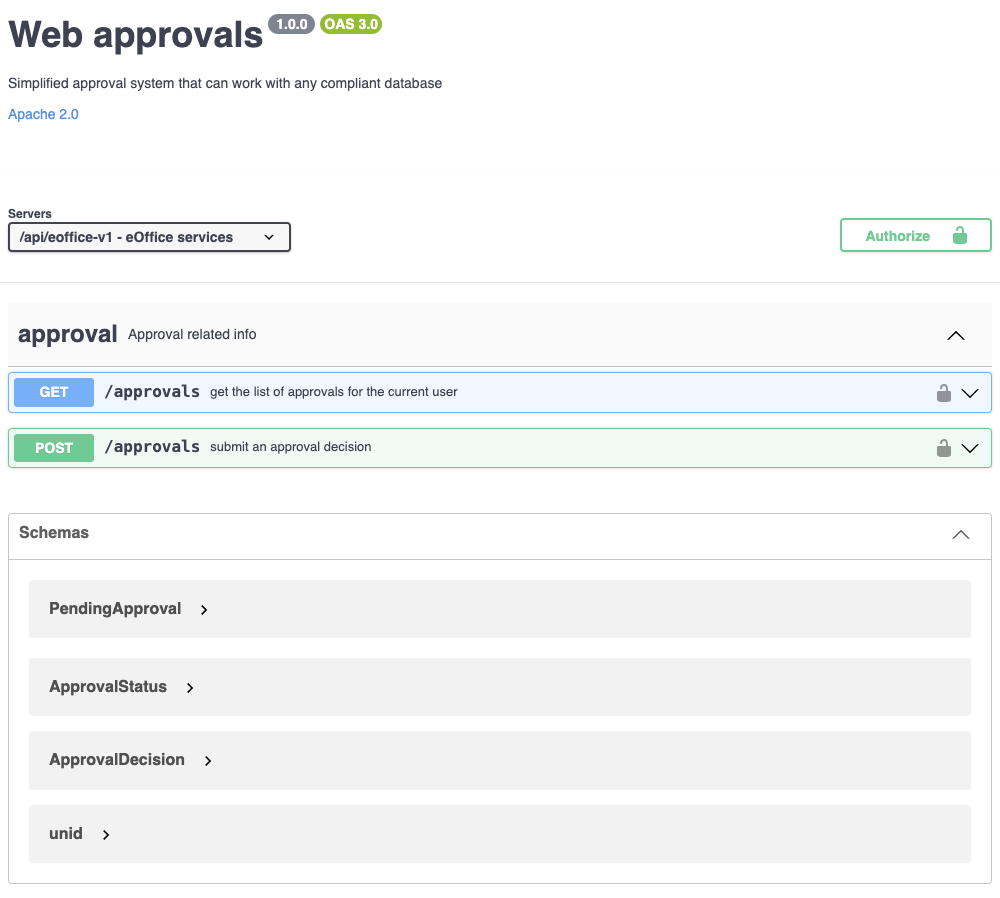 Web approvals 1.0.0 OAS 3.0
Simplified approval system that can work with any compliant database
Apache 2.0
Servers
/api/eoffice-v1 - eOffice services
Authorize
approval Approval related info
GET /approvals get the list of approvals for the current user
POST /approvals submit an approval decision
Schemas
PendingApproval
ApprovalStatus
ApprovalDecision
unid